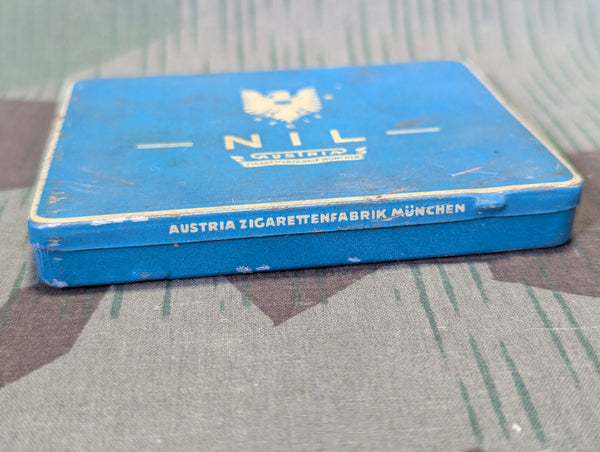 NIL
AUSTRIA
ZIGARETTENFABRIK MÜNCHEN
AUSTRIA ZIGARETTENFABRIK MÜNCHEN